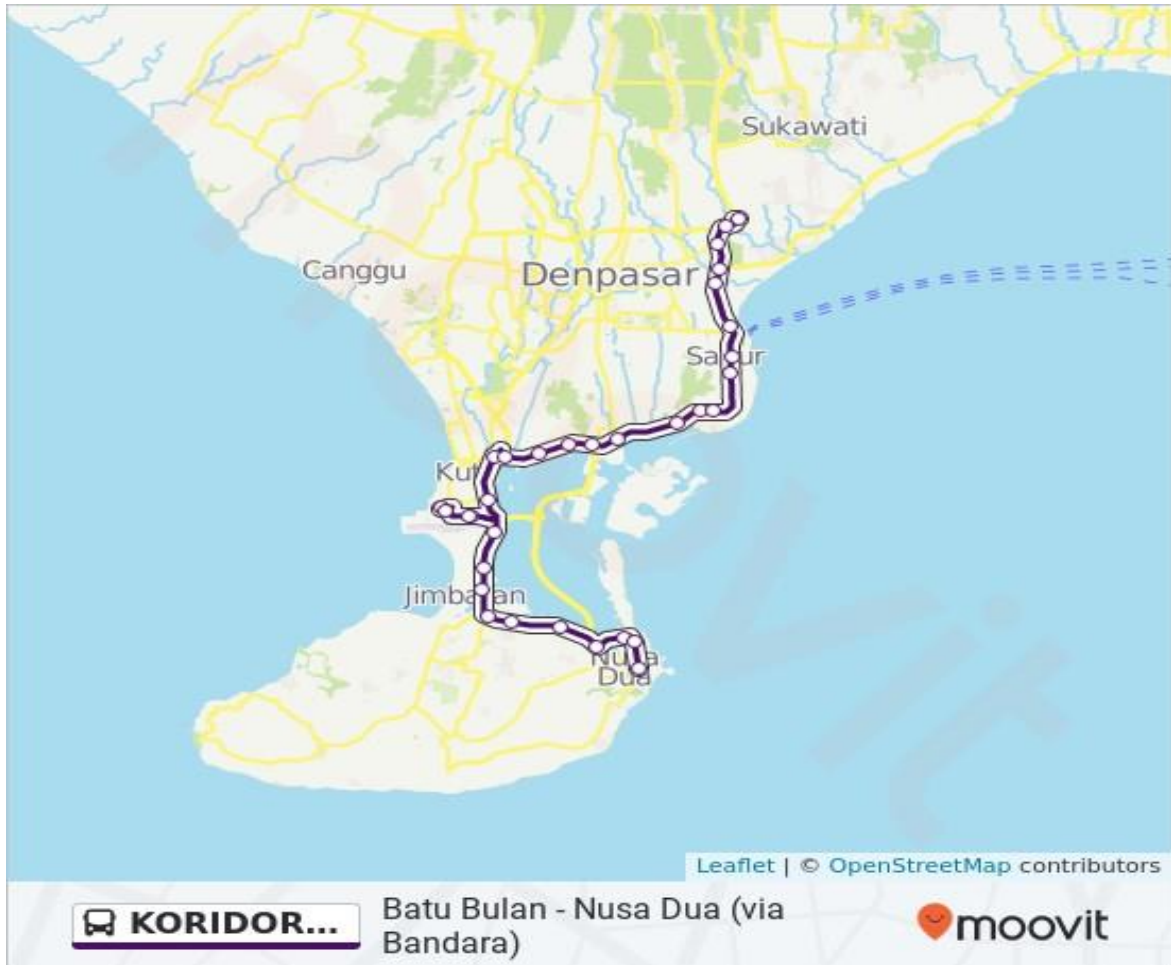 Sukawati
Canggu
Denpasar
Jimbaran
Nusa
Dua
Leaflet | © OpenStreetMap contributors
KORIDOR...
Batu Bulan - Nusa Dua (via
Bandara)
moovit